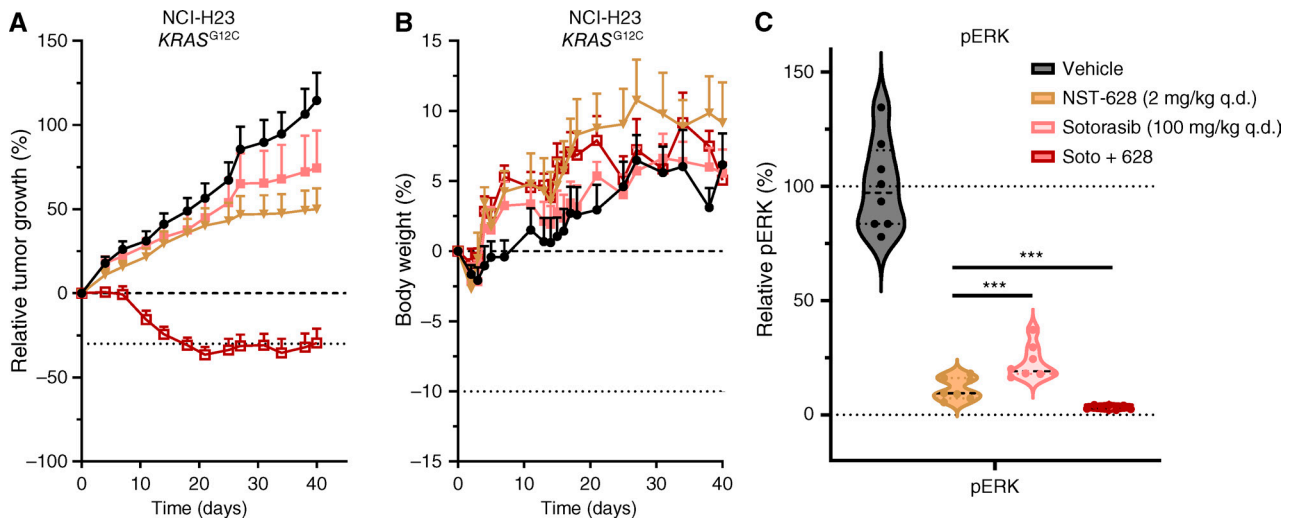 A
NCI-H23
KRAS^G12C
Relative tumor growth (%)
150
100
50
0
–50
–100
0
10
20
30
40
Time (days)
B
NCI-H23
KRAS^G12C
Body weight (%)
15
10
5
0
–5
–10
–15
0
10
20
30
40
Time (days)
C
pERK
Relative pERK (%)
150
100
50
0
Vehicle
NST-628 (2 mg/kg q.d.)
Sotorasib (100 mg/kg q.d.)
Soto + 628
***
***
pERK